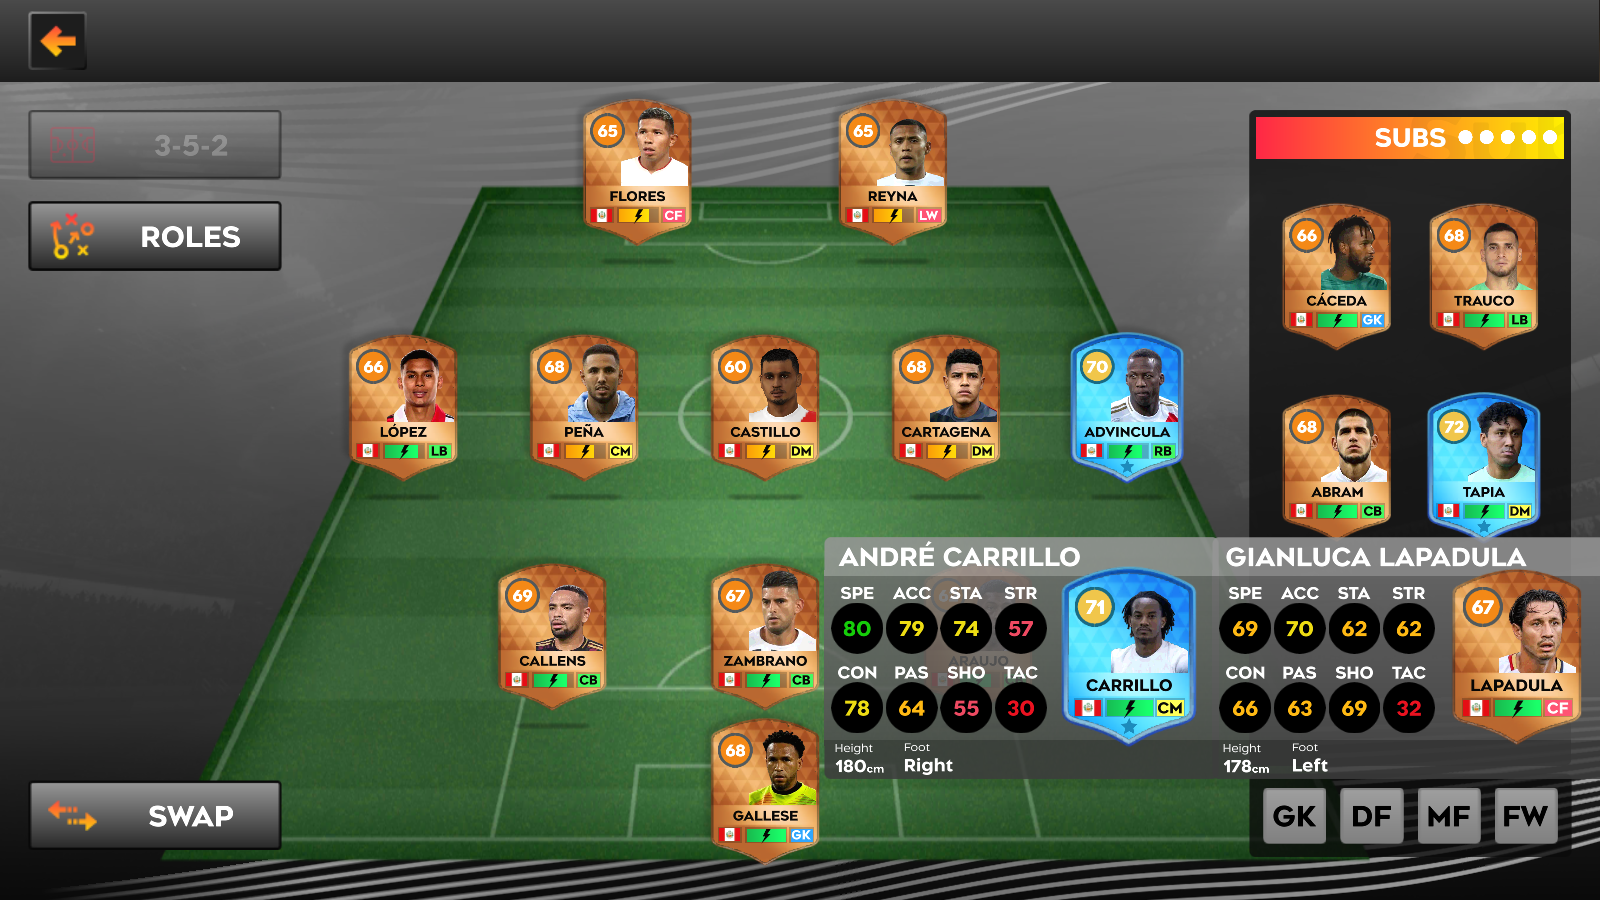 3-5-2
ROLES
SWAP
65
FLORES
CF
65
REYNA
LW
66
LÓPEZ
LB
68
PEÑA
CM
60
CASTILLO
DM
68
CARTAGENA
DM
70
ADVINCULA
RB
69
CALLENS
CB
67
ZAMBRANO
CB
ARAUJO
68
GALLESE
GK
SUBS
66
CÁCEDA
GK
68
TRAUCO
LB
68
ABRAM
CB
72
TAPIA
DM
ANDRÉ CARRILLO
SPE ACC STA STR
80 79 74 57
CON PAS SHO TAC
78 64 55 30
Height Foot
180cm Right
71
CARRILLO
CM
GIANLUCA LAPADULA
SPE ACC STA STR
69 70 62 62
CON PAS SHO TAC
66 63 69 32
Height Foot
178cm Left
67
LAPADULA
CF
GK DF MF FW